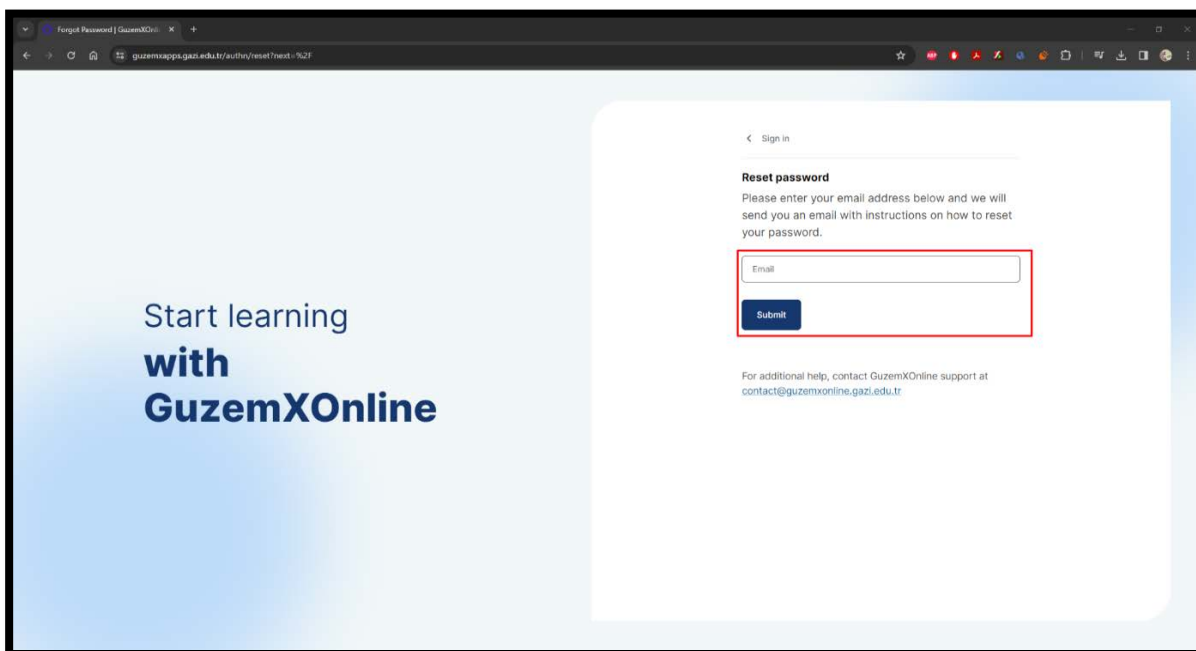 Forgot Password | GuzemXOnli
guzemxapps.gazi.edu.tr/authn/reset?next=%2F
Sign in
Reset password
Please enter your email address below and we will
send you an email with instructions on how to reset
your password.
Email
Submit
For additional help, contact GuzemXOnline support at
contact@guzemxonline.gazi.edu.tr
Start learning
with
GuzemXOnline